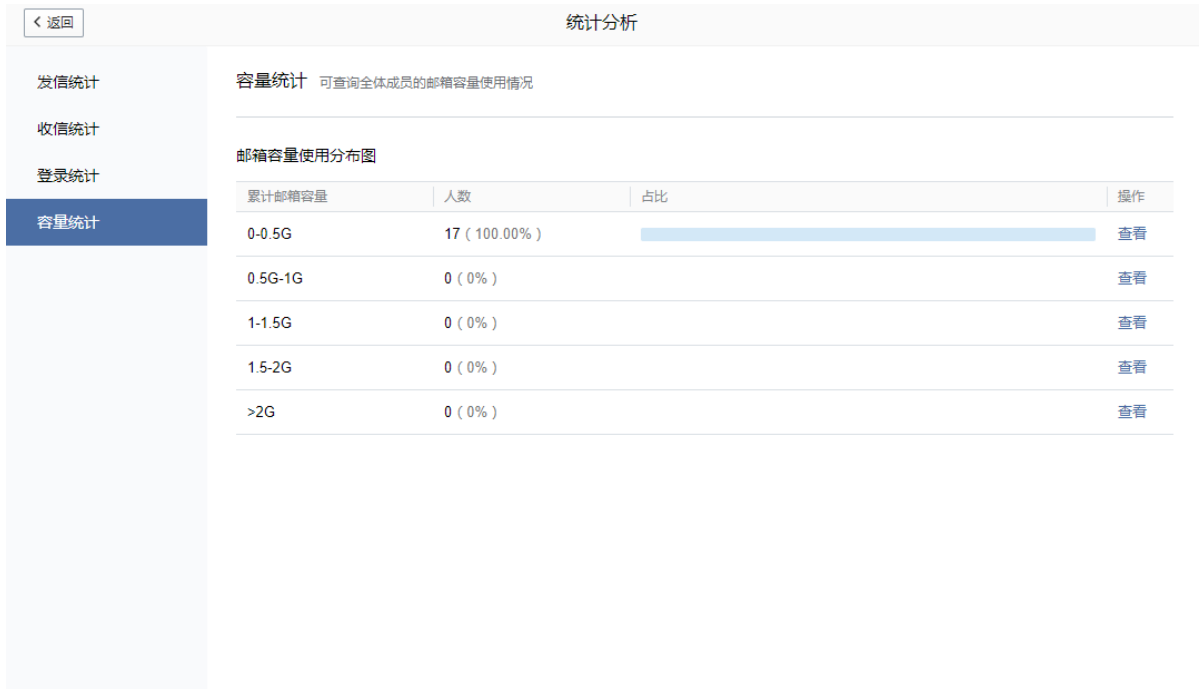 返回
统计分析
发信统计
收信统计
登录统计
容量统计
容量统计 可查询全体成员的邮箱容量使用情况
邮箱容量使用分布图
累计邮箱容量 人数 占比 操作
0-0.5G 17 ( 100.00% ) 查看
0.5G-1G 0 ( 0% ) 查看
1-1.5G 0 ( 0% ) 查看
1.5-2G 0 ( 0% ) 查看
>2G 0 ( 0% ) 查看